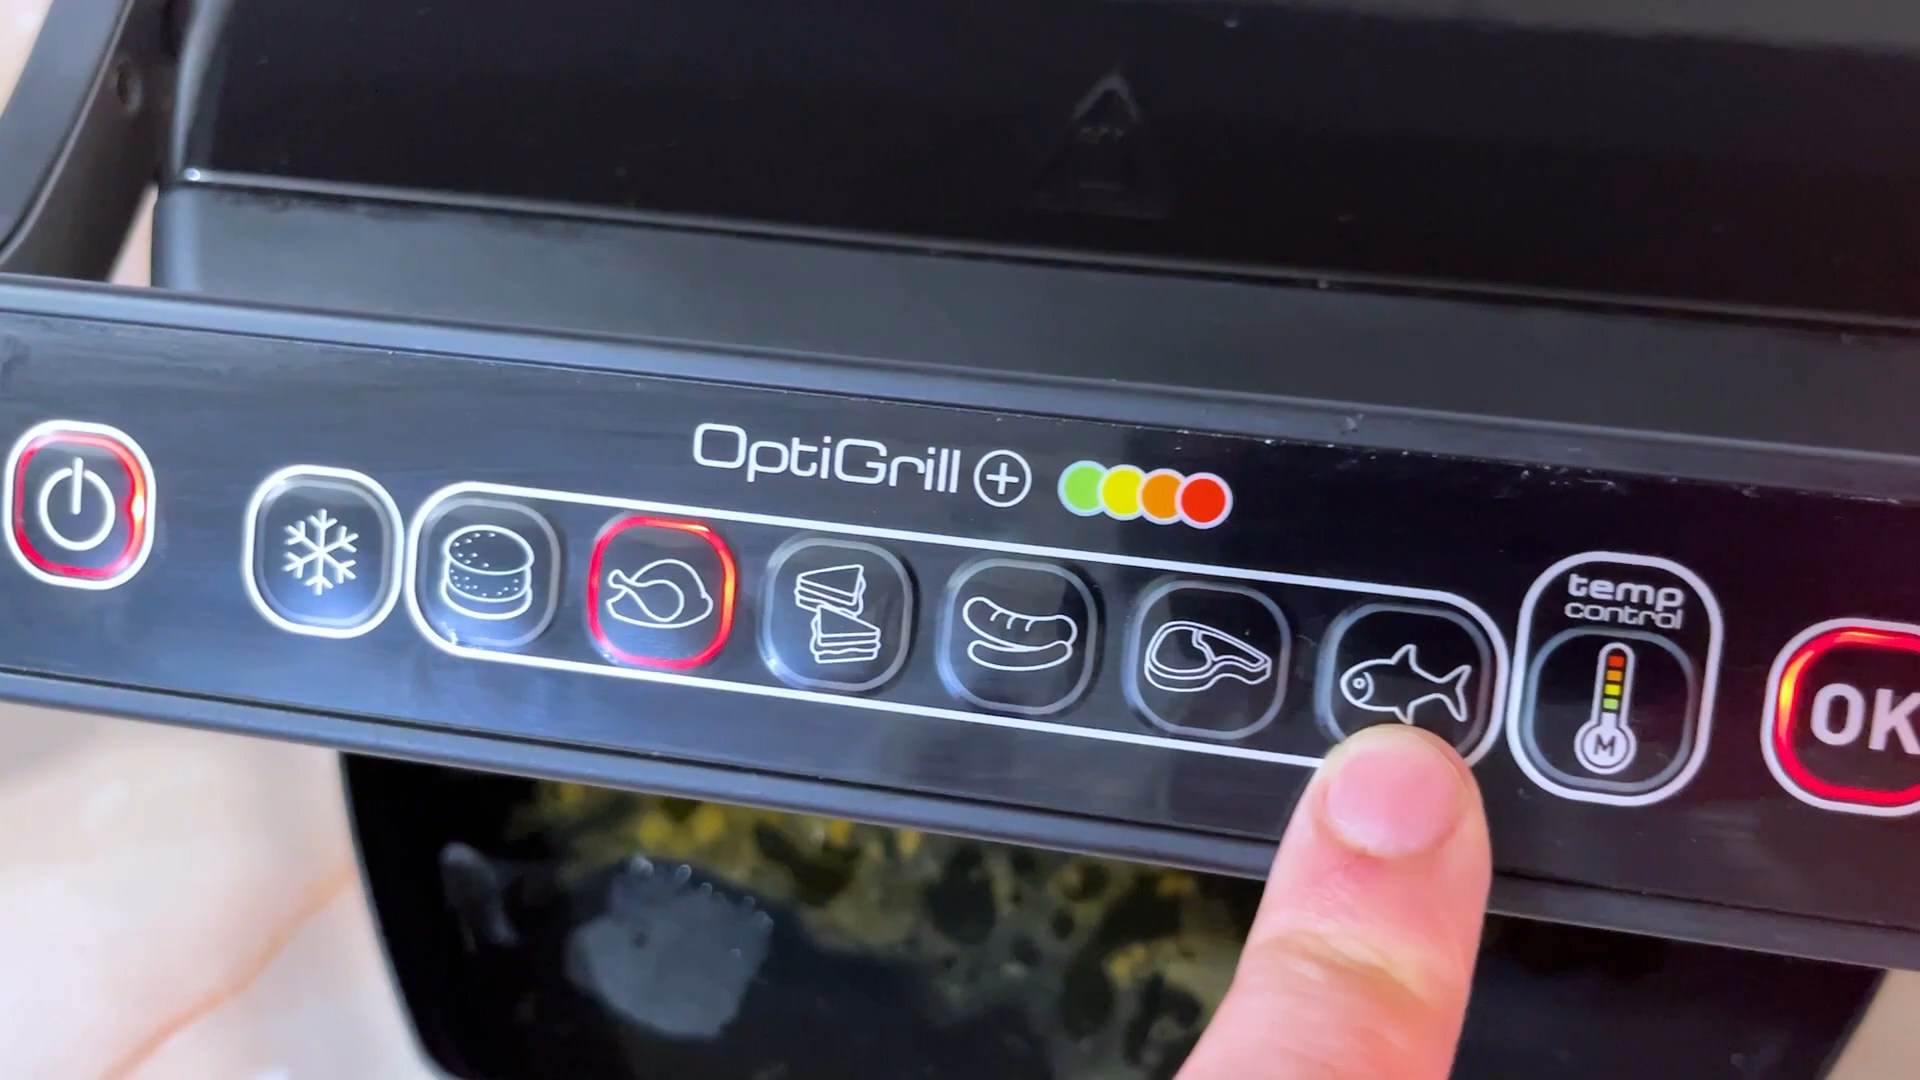 OptiGrill +
temp
control
M
OK